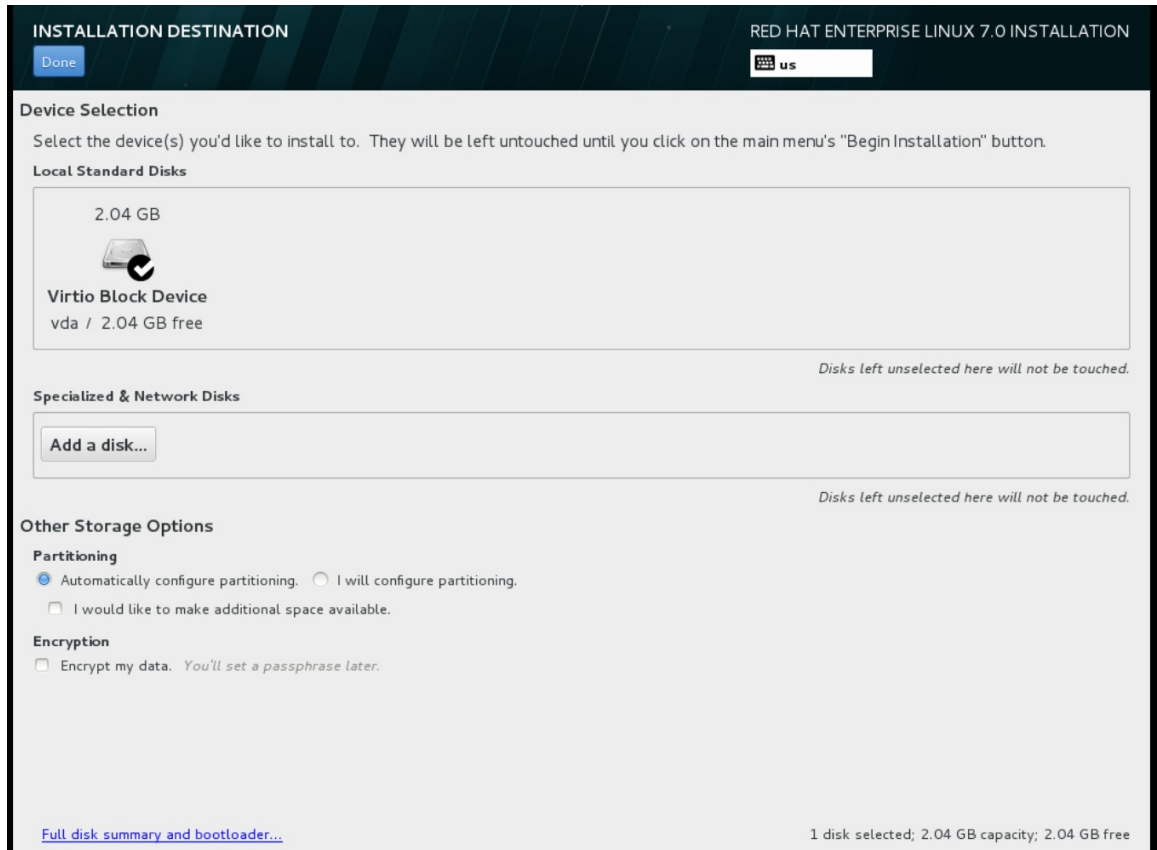 INSTALLATION DESTINATION
RED HAT ENTERPRISE LINUX 7.0 INSTALLATION
Done
us
Device Selection
Select the device(s) you'd like to install to. They will be left untouched until you click on the main menu's "Begin Installation" button.
Local Standard Disks
2.04 GB
Virtio Block Device
vda / 2.04 GB free
Disks left unselected here will not be touched.
Specialized & Network Disks
Add a disk...
Disks left unselected here will not be touched.
Other Storage Options
Partitioning
Automatically configure partitioning. I will configure partitioning.
I would like to make additional space available.
Encryption
Encrypt my data. You'll set a passphrase later.
Full disk summary and bootloader...
1 disk selected; 2.04 GB capacity; 2.04 GB free